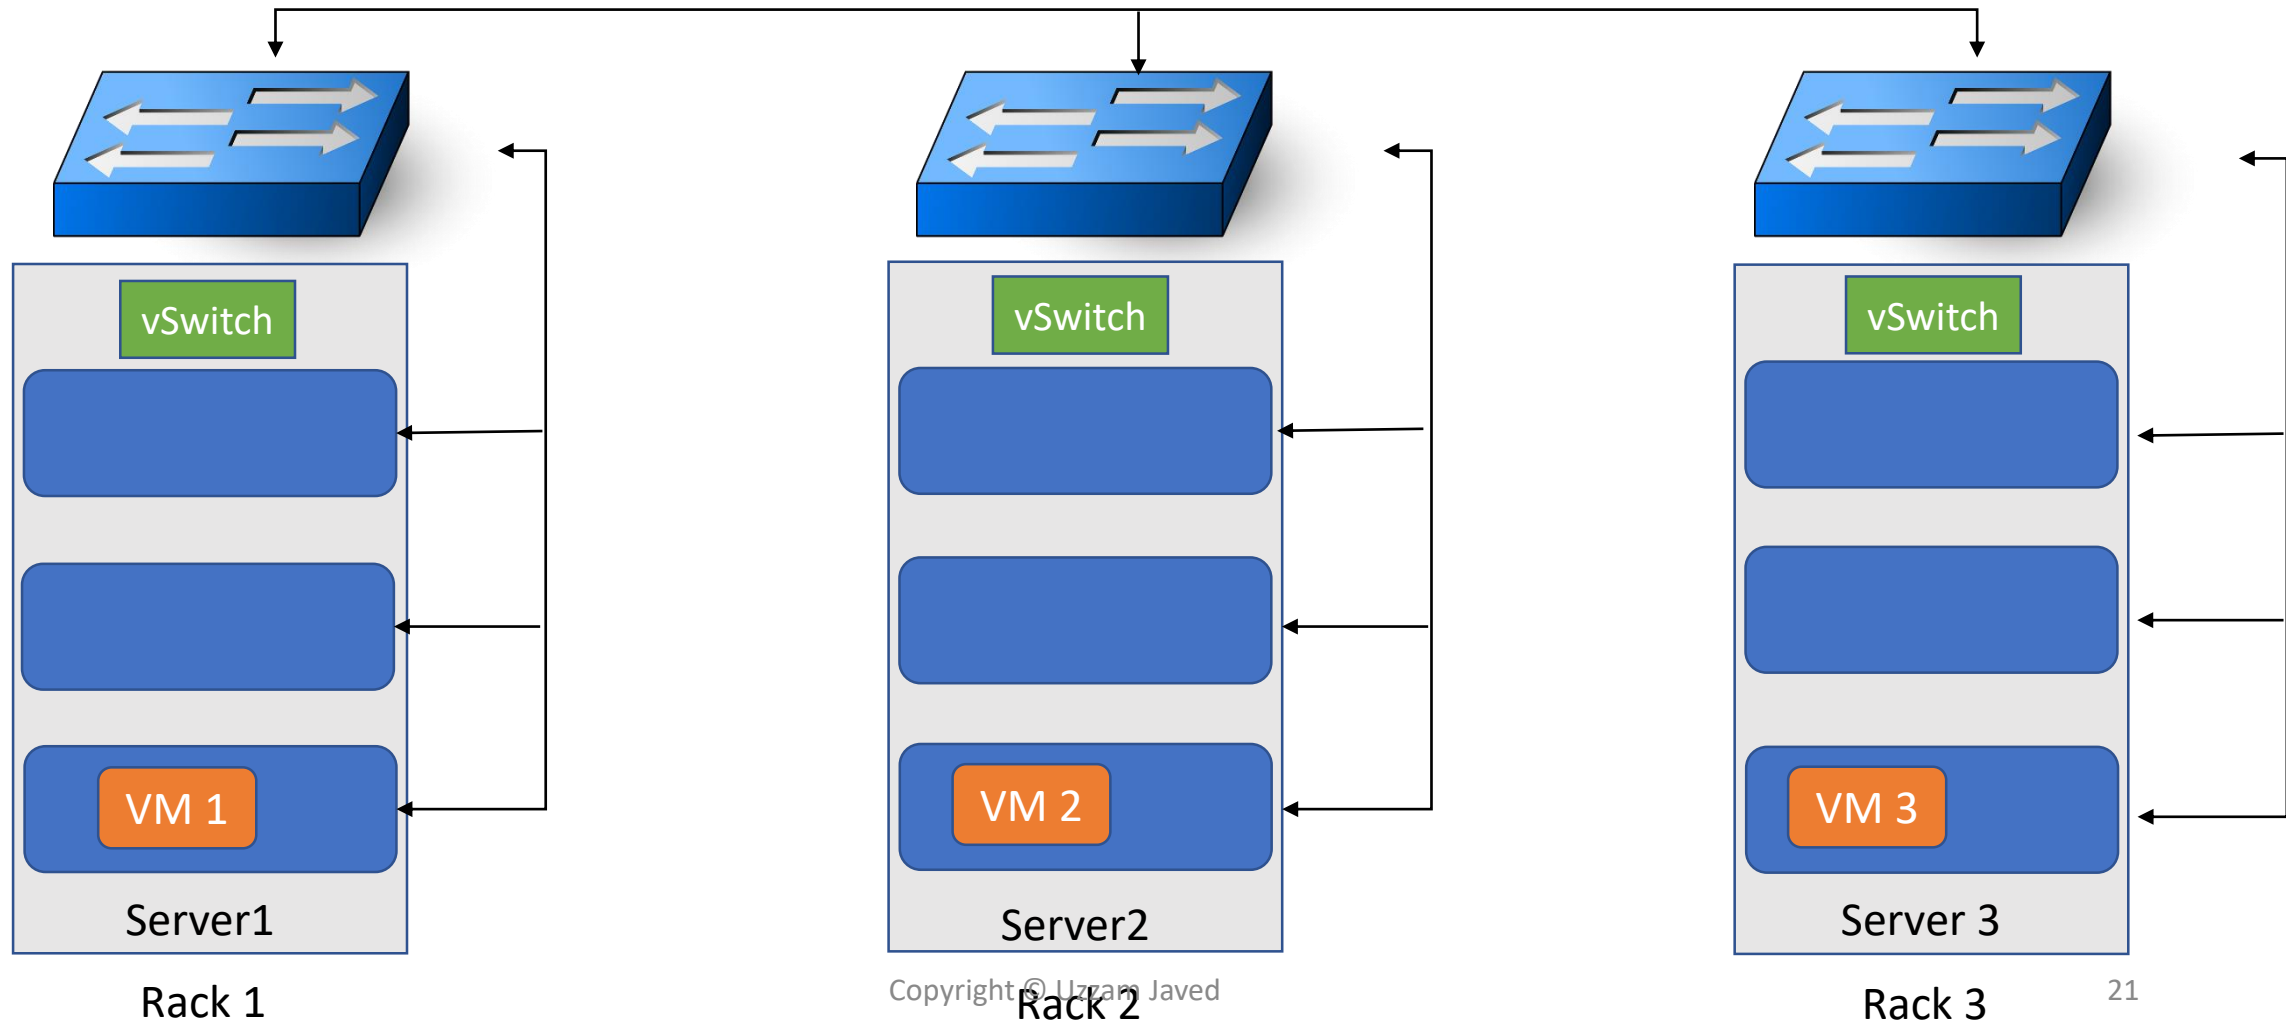 vSwitch
vSwitch
vSwitch
VM 1
VM 2
VM 3
Server1
Server2
Server 3
Rack 1
Rack 2
Rack 3
Copyright © Uzzam Javed
21